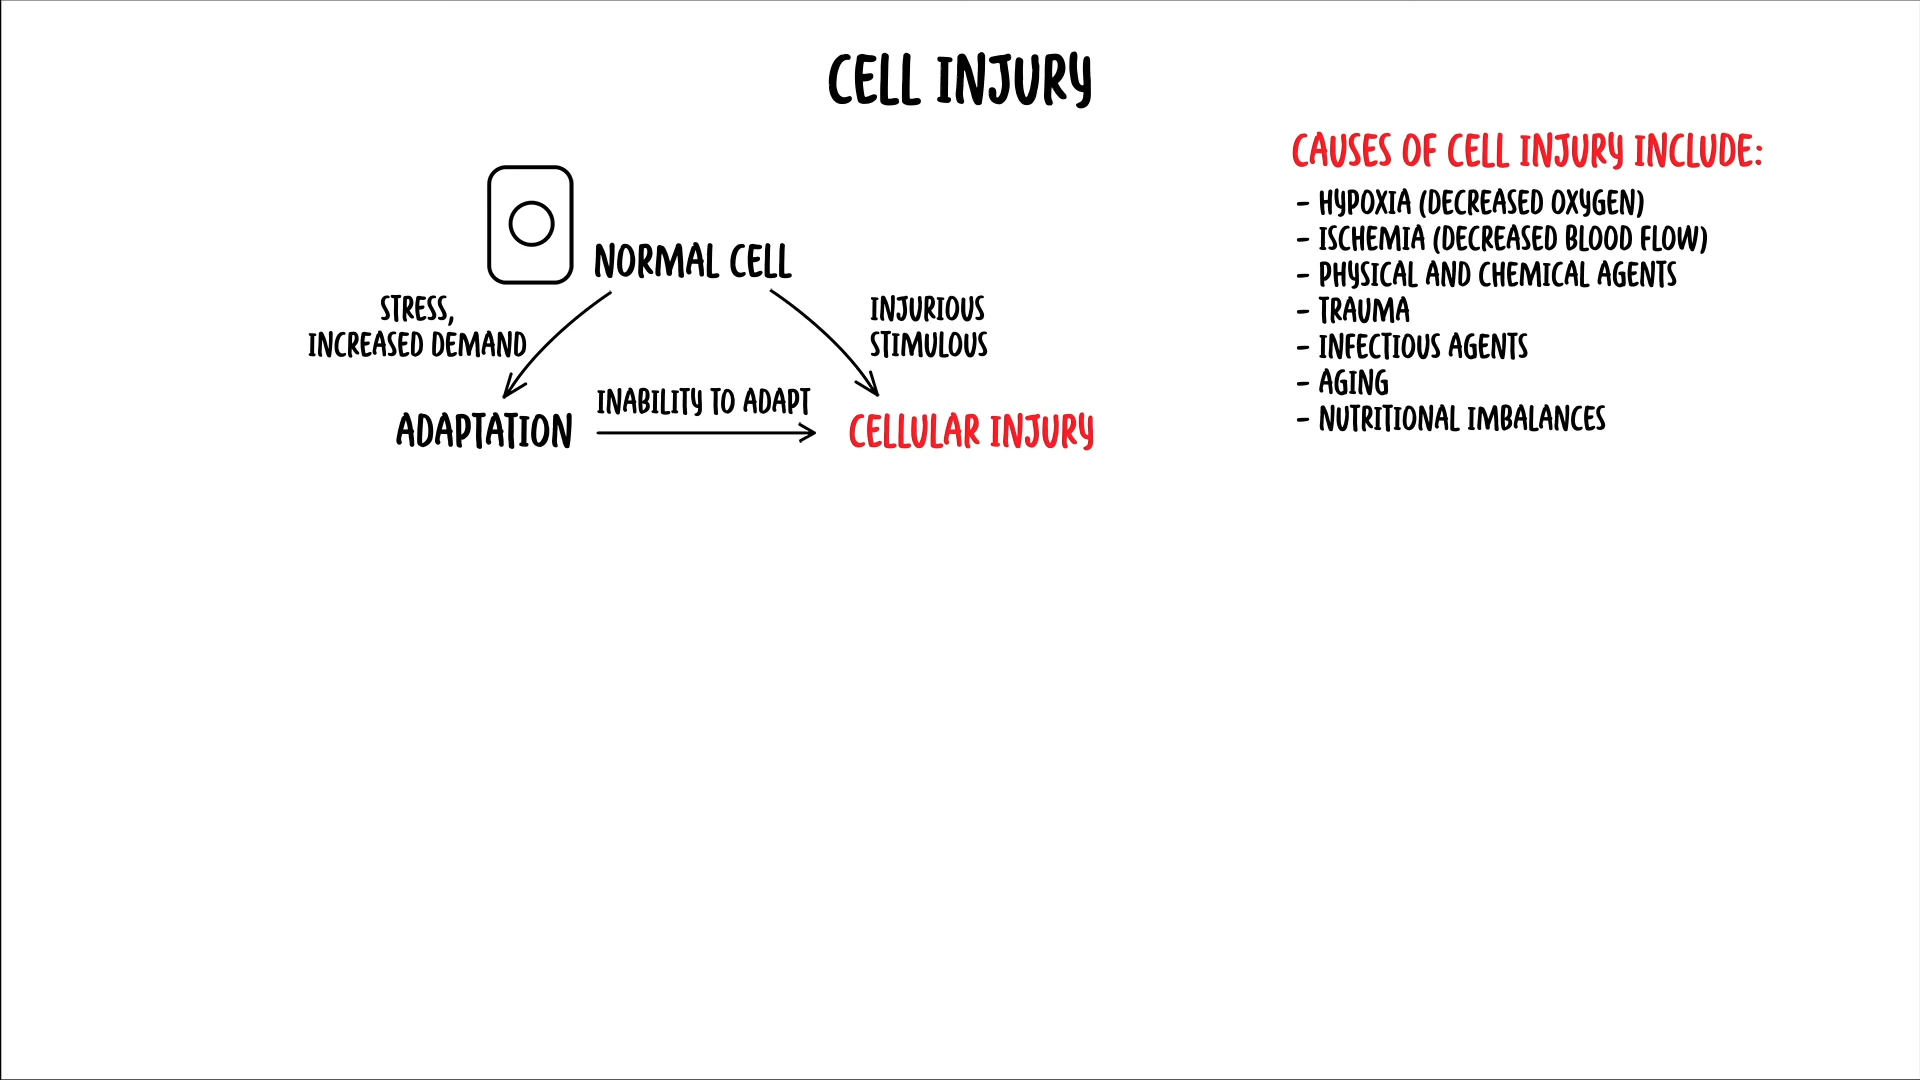 CELL INJURY
NORMAL CELL
STRESS,
INCREASED DEMAND
INJURIOUS
STIMULOUS
ADAPTATION
INABILITY TO ADAPT
CELLULAR INJURY
CAUSES OF CELL INJURY INCLUDE:
- HYPOXIA (DECREASED OXYGEN)
- ISCHEMIA (DECREASED BLOOD FLOW)
- PHYSICAL AND CHEMICAL AGENTS
- TRAUMA
- INFECTIOUS AGENTS
- AGING
- NUTRITIONAL IMBALANCES